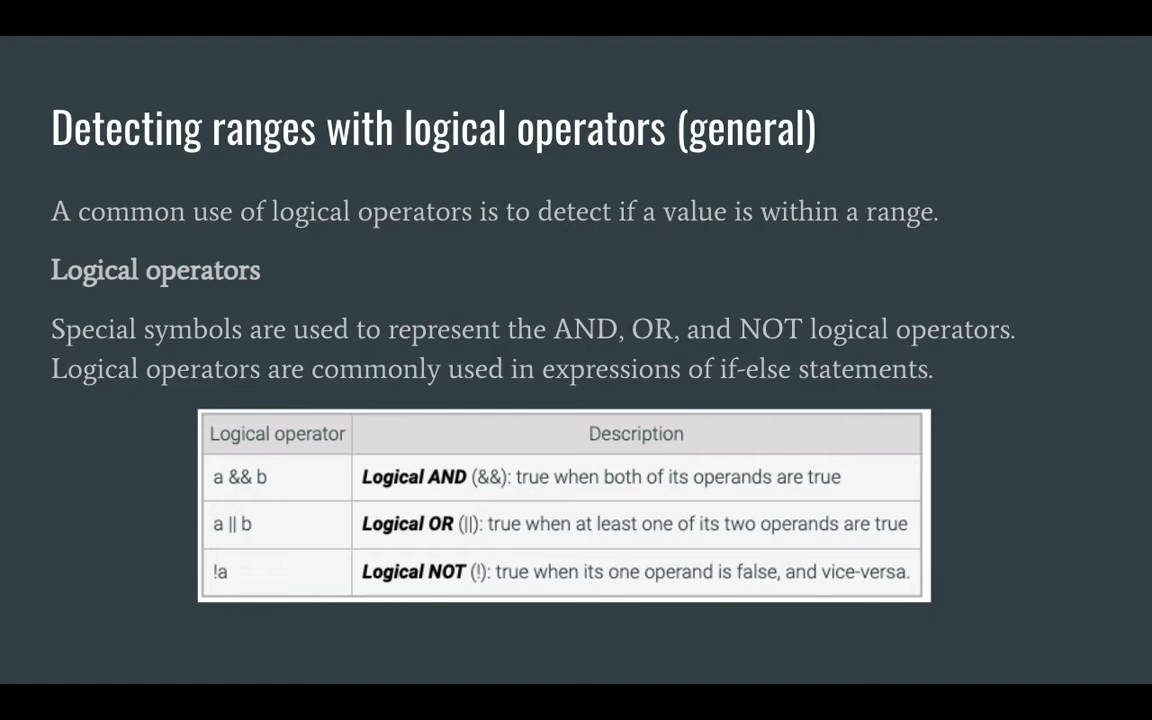 Detecting ranges with logical operators (general)
A common use of logical operators is to detect if a value is within a range.
Logical operators
Special symbols are used to represent the AND, OR, and NOT logical operators.
Logical operators are commonly used in expressions of if-else statements.
Logical operator Description
a && b Logical AND (&&): true when both of its operands are true
a || b Logical OR (||): true when at least one of its two operands are true
!a Logical NOT (!): true when its one operand is false, and vice-versa.